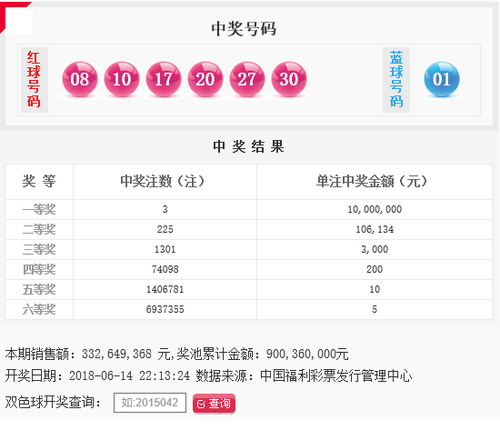 中奖号码
红球号码 08 10 17 20 27 30 蓝球号码 01
中 奖 结 果
奖 等 中奖注数（注） 单注中奖金额（元）
一等奖 3 10,000,000
二等奖 225 106,134
三等奖 1301 3,000
四等奖 74098 200
五等奖 1406781 10
六等奖 6937355 5
本期销售额：332,649,368 元,奖池累计金额：900,360,000元
开奖日期：2018-06-14 22:13:24 数据来源：中国福利彩票发行管理中心
双色球开奖查询： 如:2015042 查询